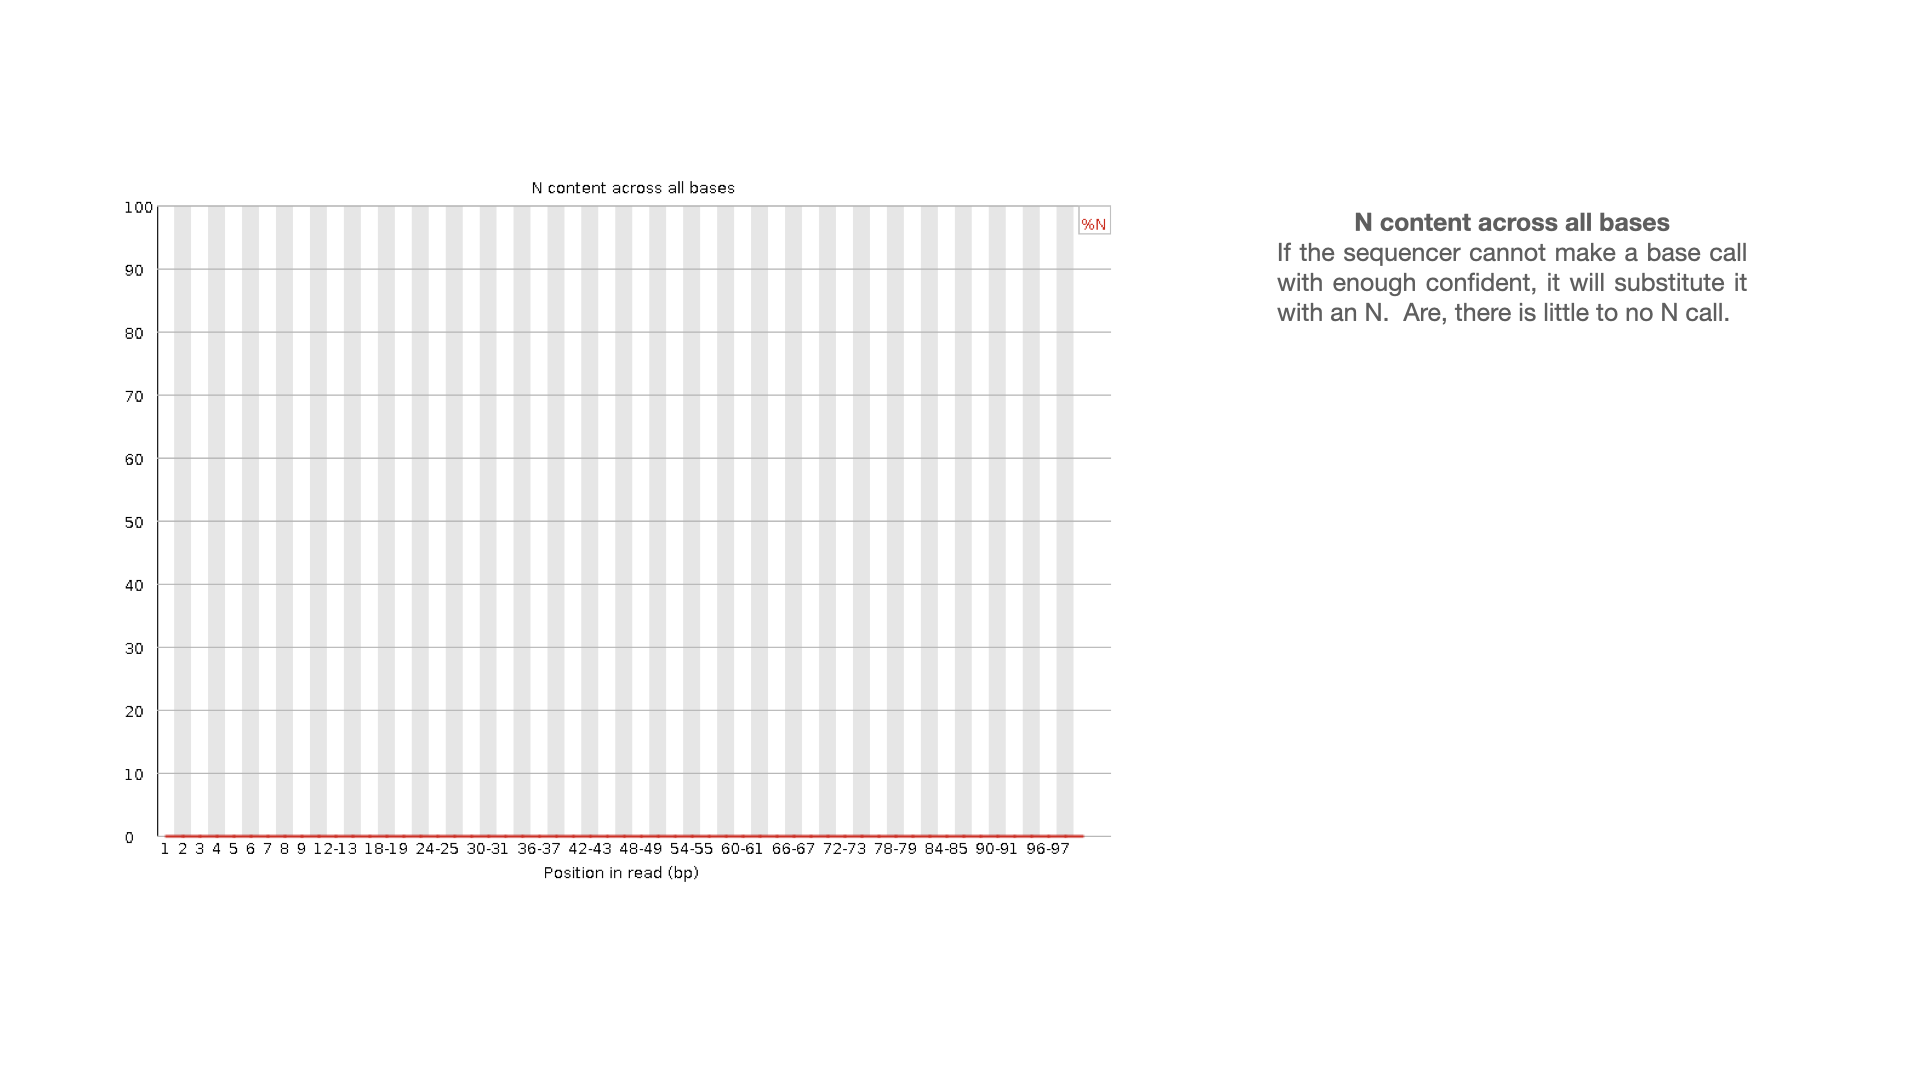 N content across all bases
100
%N
90
80
70
60
50
40
30
20
10
0
1 2 3 4 5 6 7 8 9 12-13 18-19 24-25 30-31 36-37 42-43 48-49 54-55 60-61 66-67 72-73 78-79 84-85 90-91 96-97
Position in read (bp)
N content across all bases
If the sequencer cannot make a base call
with enough confident, it will substitute it
with an N.  Are, there is little to no N call.